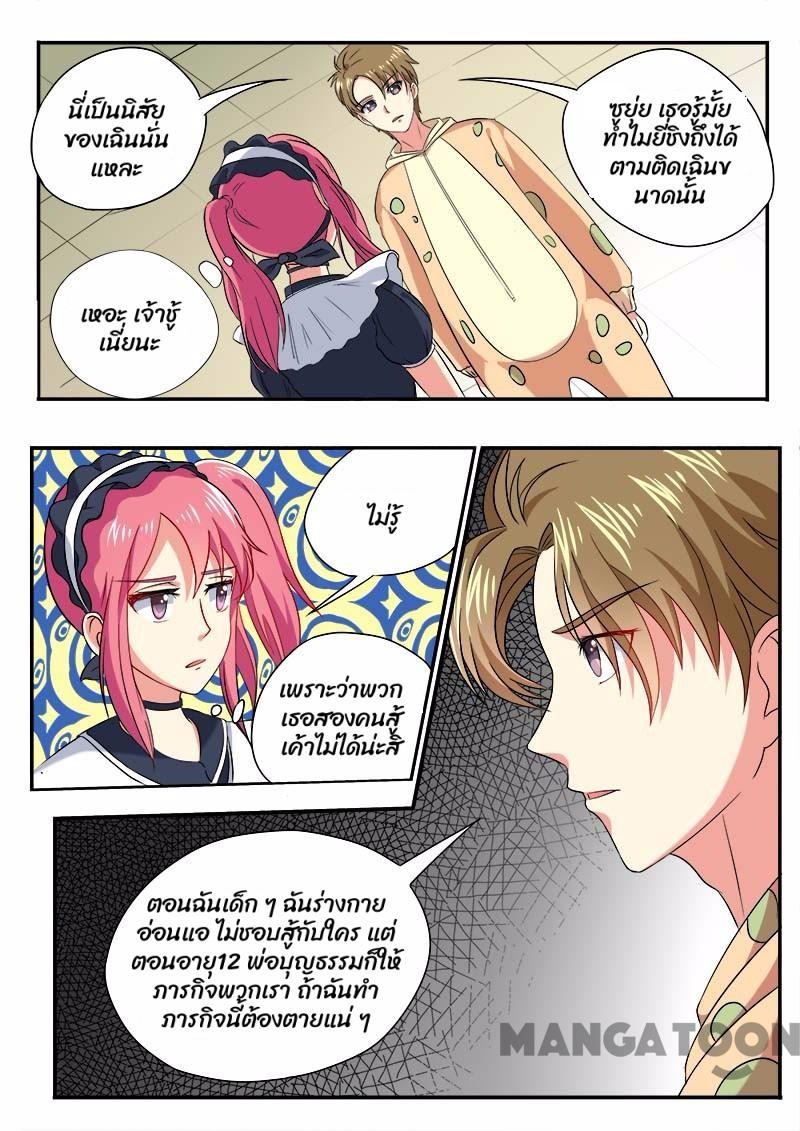 นี่เป็นนิสัย
ของเฉินนั่น
แหละ
ซูยุ่ย เธอรู้มั้ย
ทำไมยี่ชิงถึงได้
ตามติดเฉินข
นาดนั้น
เหอะ เจ้าชู้
เนี่ยนะ
ไม่รู้
เพราะว่าพวก
เธอสองคนสู้
เค้าไม่ได้น่ะสิ
ตอนฉันเด็ก ๆ ฉันร่างกาย
อ่อนแอ ไม่ชอบสู้กับใคร แต่
ตอนอายุ12 พ่อบุญธรรมก็ให้
ภารกิจพวกเรา ถ้าฉันทำ
ภารกิจนี้ต้องตายแน่ ๆ
MANGATOON